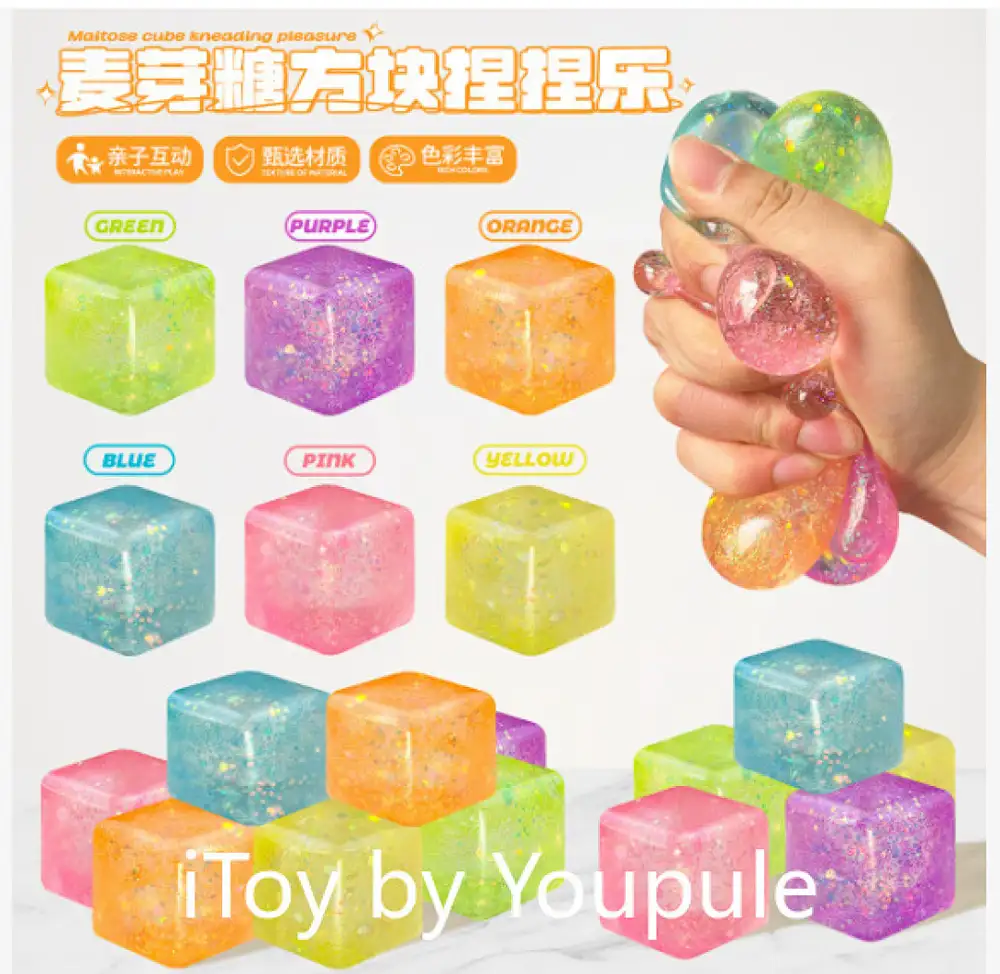 Maltose cube kneading pleasure
麦芽糖方块捏捏乐
亲子互动
INTERACTIVE PLAY
甄选材质
TEXTURE OF MATERIAL
色彩丰富
RICH COLORS
GREEN
PURPLE
ORANGE
BLUE
PINK
YELLOW
iToy by Youpule